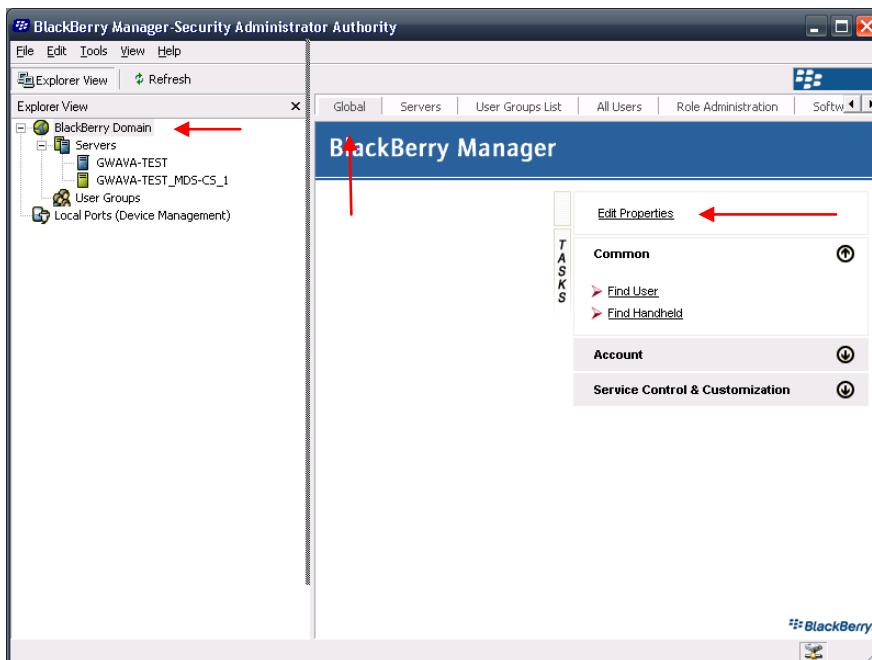 BlackBerry Manager-Security Administrator Authority
File Edit Tools View Help
Explorer View Refresh
Explorer View
BlackBerry Domain
Servers
GWAVA-TEST
GWAVA-TEST_MDS-CS_1
User Groups
Local Ports (Device Management)
Global Servers User Groups List All Users Role Administration Softw
BlackBerry Manager
TASKS
Edit Properties
Common
Find User
Find Handheld
Account
Service Control & Customization
BlackBerry